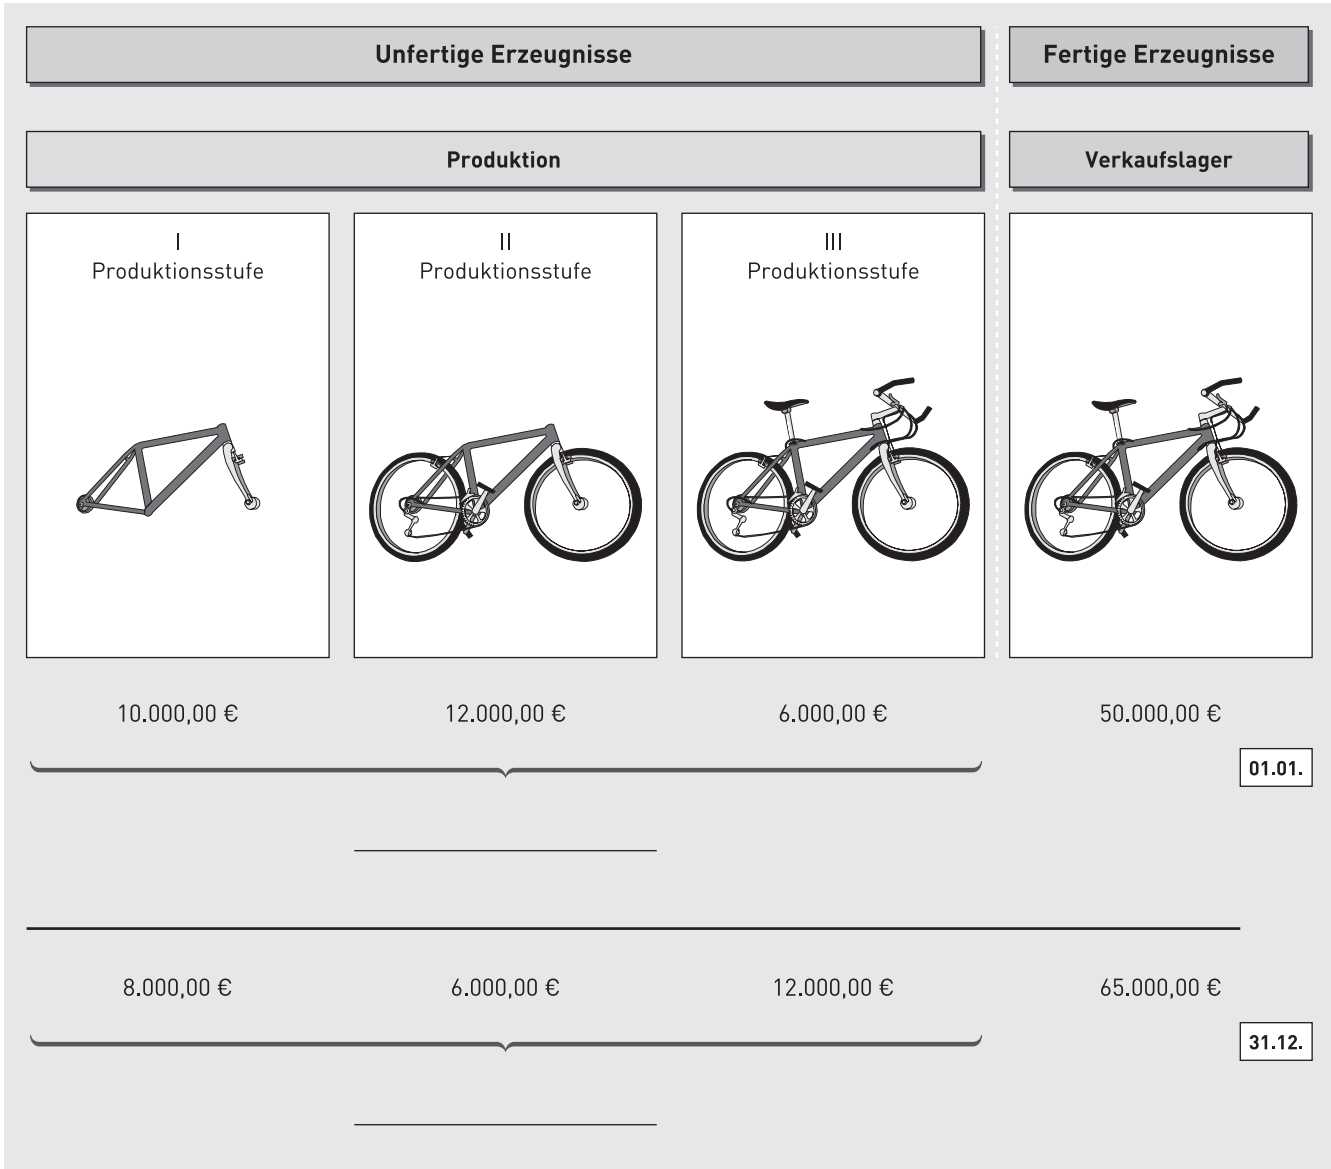 Unfertige Erzeugnisse
Fertige Erzeugnisse
Produktion
Verkaufslager
I
Produktionsstufe
II
Produktionsstufe
III
Produktionsstufe
10.000,00 €
12.000,00 €
6.000,00 €
50.000,00 €
01.01.
8.000,00 €
6.000,00 €
12.000,00 €
65.000,00 €
31.12.